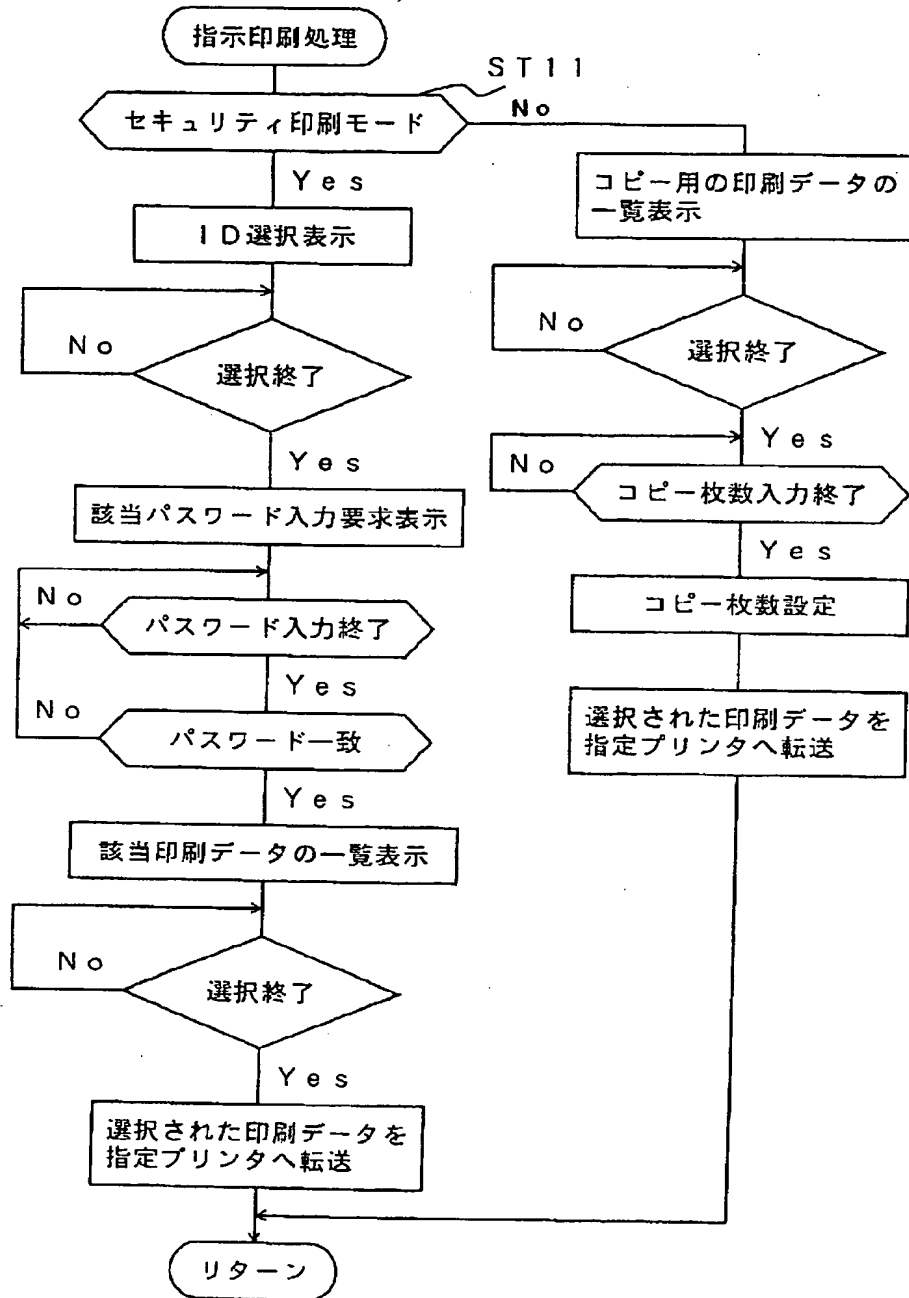 指示印刷処理
ST11
セキュリティ印刷モード
No
Yes
ID選択表示
No
選択終了
Yes
該当パスワード入力要求表示
No
パスワード入力終了
Yes
No
パスワード一致
Yes
該当印刷データの一覧表示
No
選択終了
Yes
選択された印刷データを
指定プリンタへ転送
コピー用の印刷データの
一覧表示
No
選択終了
Yes
No
コピー枚数入力終了
Yes
コピー枚数設定
選択された印刷データを
指定プリンタへ転送
リターン